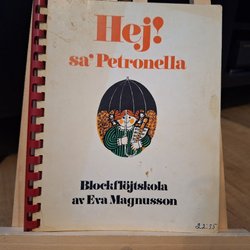 Hej!
sa' Petronella
Blockflöjtskola
av Eva Magnusson